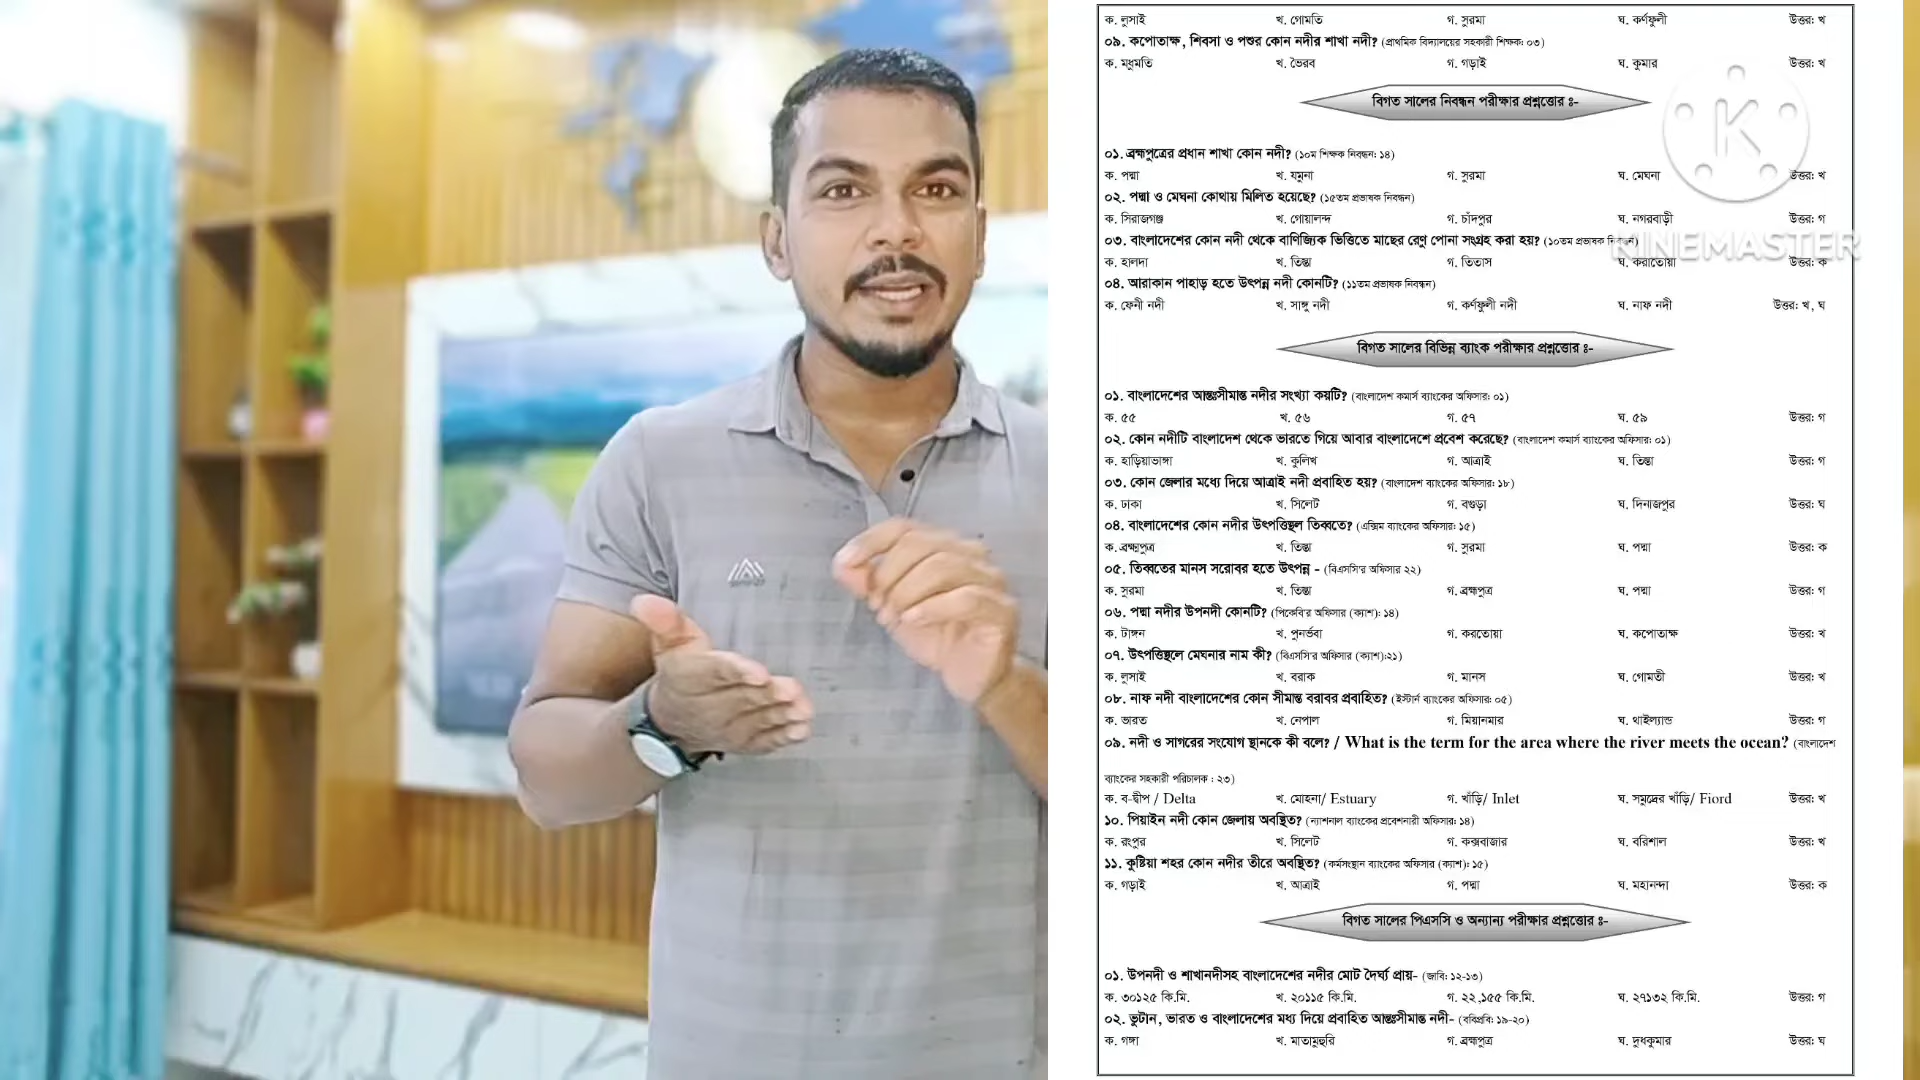 ক. লুসাই খ. গোমতি গ. সুরমা ঘ. কর্ণফুলী উত্তর: খ
০৯. কপোতাক্ষ, শিবসা ও পশুর কোন নদীর শাখা নদী? (প্রাথমিক বিদ্যালয়ের সহকারী শিক্ষক: ০৩)
ক. মধুমতি খ. ভৈরব গ. গড়াই ঘ. কুমার উত্তর: খ
বিগত সালের নিবন্ধন পরীক্ষার প্রশ্নোত্তর ঃ-
০১. ব্রহ্মপুত্রের প্রধান শাখা কোন নদী? (১০ম শিক্ষক নিবন্ধন: ১৪)
ক. পদ্মা খ. যমুনা গ. সুরমা ঘ. মেঘনা উত্তর: খ
০২. পদ্মা ও মেঘনা কোথায় মিলিত হয়েছে? (১৫তম প্রভাষক নিবন্ধন)
ক. সিরাজগঞ্জ খ. গোয়ালন্দ গ. চাঁদপুর ঘ. নগরবাড়ী উত্তর: গ
০৩. বাংলাদেশের কোন নদী থেকে বাণিজ্যিক ভিত্তিতে মাছের রেণু পোনা সংগ্রহ করা হয়? (১০তম প্রভাষক নিবন্ধন)
KINEMASTER
ক. হালদা খ. তিস্তা গ. তিতাস ঘ. করাতোয়া উত্তর: ক
০৪. আরাকান পাহাড় হতে উৎপন্ন নদী কোনটি? (১১তম প্রভাষক নিবন্ধন)
ক. ফেনী নদী খ. সাঙ্গু নদী গ. কর্ণফুলী নদী ঘ. নাফ নদী উত্তর: খ, ঘ
বিগত সালের বিভিন্ন ব্যাংক পরীক্ষার প্রশ্নোত্তর ঃ-
০১. বাংলাদেশের আন্তঃসীমান্ত নদীর সংখ্যা কয়টি? (বাংলাদেশ কমার্স ব্যাংকের অফিসার: ০১)
ক. ৫৫ খ. ৫৬ গ. ৫৭ ঘ. ৫৯ উত্তর: গ
০২. কোন নদীটি বাংলাদেশ থেকে ভারতে গিয়ে আবার বাংলাদেশে প্রবেশ করেছে? (বাংলাদেশ কমার্স ব্যাংকের অফিসার: ০১)
ক. হাড়িয়াভাঙ্গা খ. কুলিখ গ. আত্রাই ঘ. তিস্তা উত্তর: গ
০৩. কোন জেলার মধ্যে দিয়ে আত্রাই নদী প্রবাহিত হয়? (বাংলাদেশ ব্যাংকের অফিসার: ১৮)
ক. ঢাকা খ. সিলেট গ. বগুড়া ঘ. দিনাজপুর উত্তর: ঘ
০৪. বাংলাদেশের কোন নদীর উৎপত্তিস্থল তিব্বতে? (এক্সিম ব্যাংকের অফিসার: ১৫)
ক. ব্রহ্মপুত্র খ. তিস্তা গ. সুরমা ঘ. পদ্মা উত্তর: ক
০৫. তিব্বতের মানস সরোবর হতে উৎপন্ন - (বিএসসি'র অফিসার ২২)
ক. সুরমা খ. তিস্তা গ. ব্রহ্মপুত্র ঘ. পদ্মা উত্তর: গ
০৬. পদ্মা নদীর উপনদী কোনটি? (পিকেবি'র অফিসার (ক্যাশ): ১৪)
ক. টাঙ্গন খ. পুনর্ভবা গ. করতোয়া ঘ. কপোতাক্ষ উত্তর: খ
০৭. উৎপত্তিস্থলে মেঘনার নাম কী? (বিএসসি'র অফিসার (ক্যাশ):২১)
ক. লুসাই খ. বরাক গ. মানস ঘ. গোমতী উত্তর: খ
০৮. নাফ নদী বাংলাদেশের কোন সীমান্ত বরাবর প্রবাহিত? (ইস্টার্ন ব্যাংকের অফিসার: ০৫)
ক. ভারত খ. নেপাল গ. মিয়ানমার ঘ. থাইল্যান্ড উত্তর: গ
০৯. নদী ও সাগরের সংযোগ স্থানকে কী বলে? / What is the term for the area where the river meets the ocean? (বাংলাদেশ
ব্যাংকের সহকারী পরিচালক : ২৩)
ক. ব-দ্বীপ / Delta খ. মোহনা/ Estuary গ. খাঁড়ি/ Inlet ঘ. সমুদ্রের খাঁড়ি/ Fiord উত্তর: খ
১০. পিয়াইন নদী কোন জেলায় অবস্থিত? (ন্যাশনাল ব্যাংকের প্রবেশনারী অফিসার: ১৪)
ক. রংপুর খ. সিলেট গ. কক্সবাজার ঘ. বরিশাল উত্তর: খ
১১. কুষ্টিয়া শহর কোন নদীর তীরে অবস্থিত? (কর্মসংস্থান ব্যাংকের অফিসার (ক্যাশ): ১৫)
ক. গড়াই খ. আত্রাই গ. পদ্মা ঘ. মহানন্দা উত্তর: ক
বিগত সালের পিএসসি ও অন্যান্য পরীক্ষার প্রশ্নোত্তর ঃ-
০১. উপনদী ও শাখানদীসহ বাংলাদেশের নদীর মোট দৈর্ঘ্য প্রায়- (জাবি: ১২-১৩)
ক. ৩০১২৫ কি.মি. খ. ২০১১৫ কি.মি. গ. ২২,১৫৫ কি.মি. ঘ. ২৭১৩২ কি.মি. উত্তর: গ
০২. ভুটান, ভারত ও বাংলাদেশের মধ্য দিয়ে প্রবাহিত আন্তঃসীমান্ত নদী- (ববিপ্রবি: ১৯-২০)
ক. গঙ্গা খ. মাতামুহুরি গ. ব্রহ্মপুত্র ঘ. দুধকুমার উত্তর: ঘ